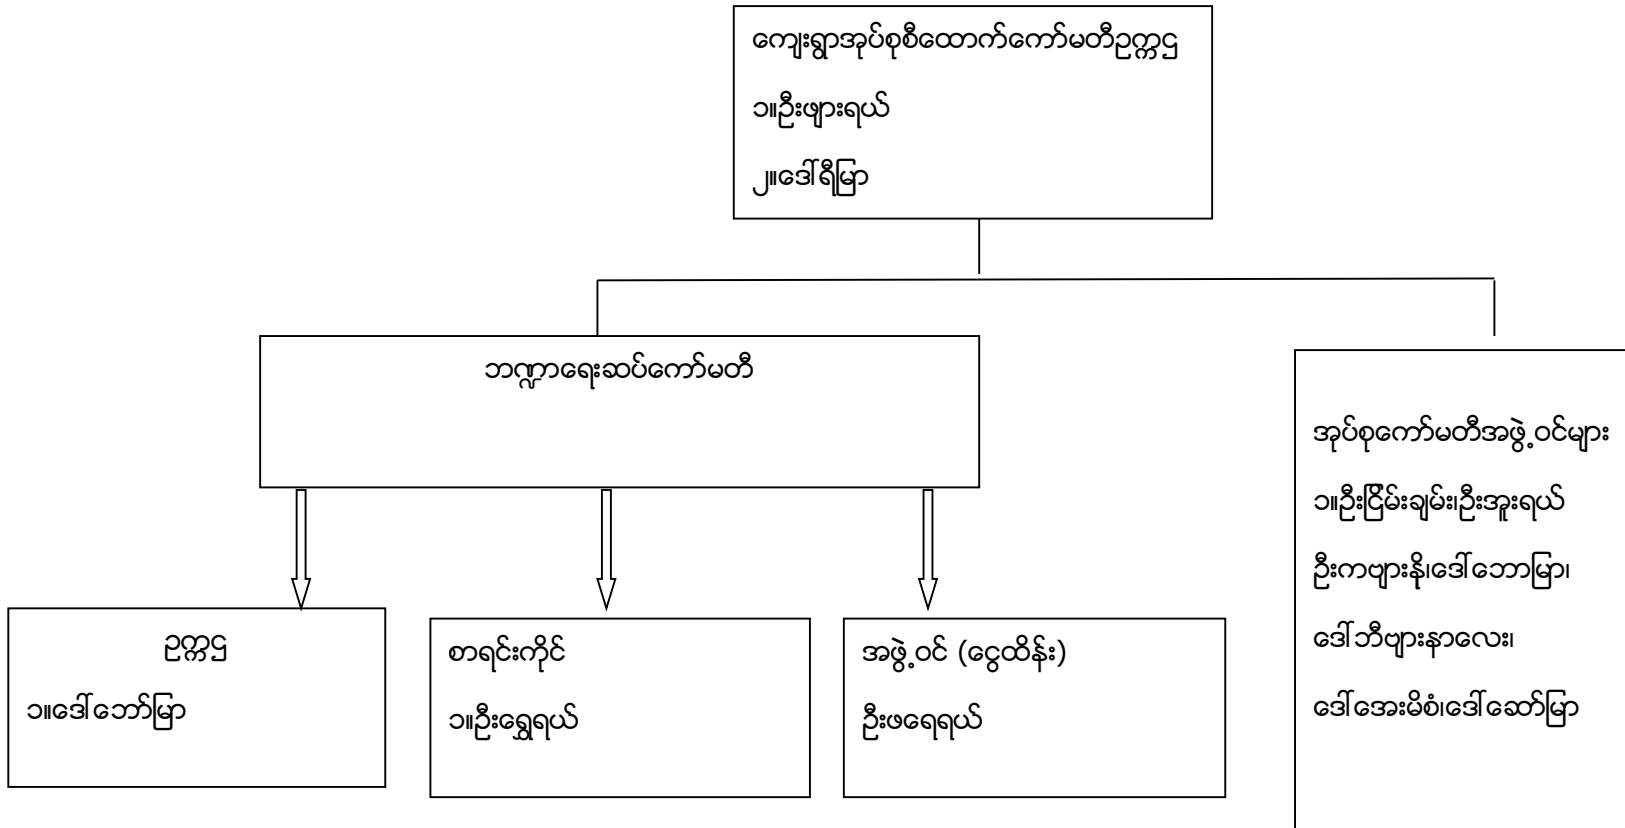 ကျေးရွာအုပ်စုစီထောက်ကော်မတီဥက္ကဌ
၁။ဦးဖျားရယ်
၂။ဒေါ်ရီမြာ
ဘဏ္ဍာရေးဆပ်ကော်မတီ
ဥက္ကဌ
၁။ဒေါ်ဘော်မြာ
စာရင်းကိုင်
၁။ဦးရွှေရယ်
အဖွဲ့ဝင် (ငွေထိန်း)
ဦးဖရေရယ်
အုပ်စုကော်မတီအဖွဲ့ဝင်များ
၁။ဦးငြိမ်းချမ်း၊ဦးအူးရယ်
ဦးကဗျားနို၊ဒေါ်ဘောမြာ၊
ဒေါ်ဘီဗျားနာလေး၊
ဒေါ်အေးမိစံ၊ဒေါ်ဆော်မြာ